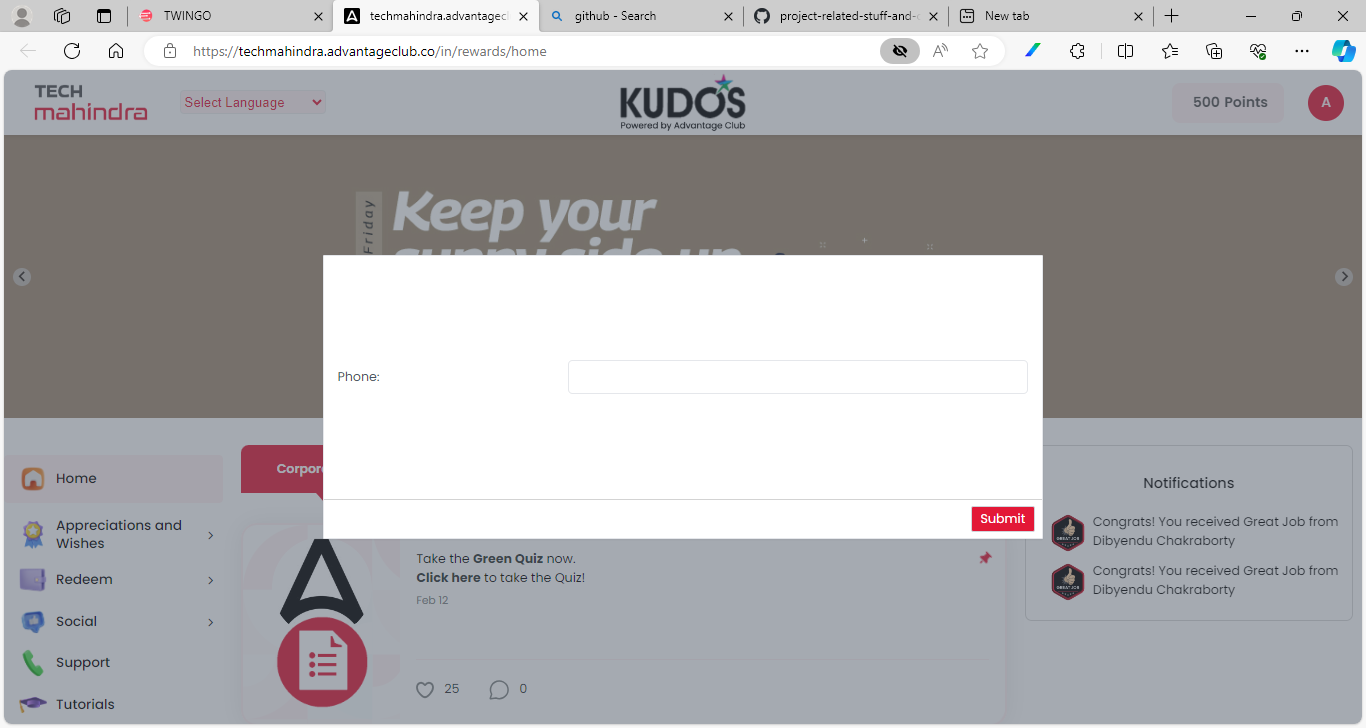 TWINGO
techmahindra.advantagecl
github - Search
project-related-stuff-and-
New tab
https://techmahindra.advantageclub.co/in/rewards/home
TECH
mahindra
Select Language
KUDOS
Powered by Advantage Club
500 Points
A
Friday
Keep your
sunny side up
Phone:
Submit
Home
Appreciations and
Wishes
Redeem
Social
Support
Tutorials
Corpor
Take the Green Quiz now.
Click here to take the Quiz!
Feb 12
25
0
Notifications
GREAT JOB
Congrats! You received Great Job from
Dibyendu Chakraborty
GREAT JOB
Congrats! You received Great Job from
Dibyendu Chakraborty